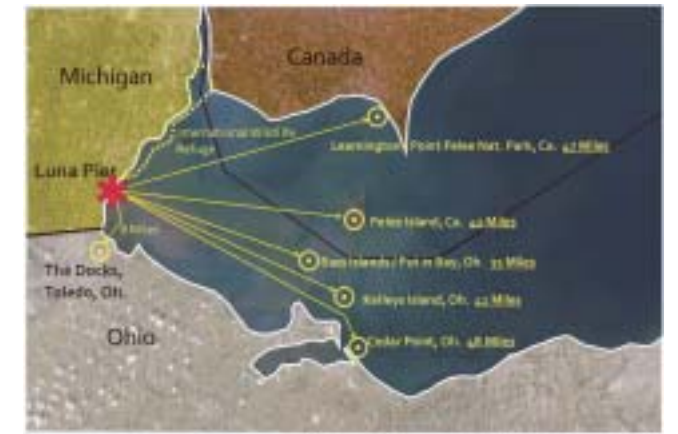 Canada
Michigan
International Wild
Refuge
Leamington Point Pelee Nat. Park, Ca. 47 Miles
Luna Pier
Pelee Island, Ca. Miles
Bass Islands / Put in Bay, Oh. 35 Miles
The Docks,
Toledo, Oh.
Kelleys Island, Oh. 42 Miles
Ohio
Cedar Point, Oh. 48 Miles